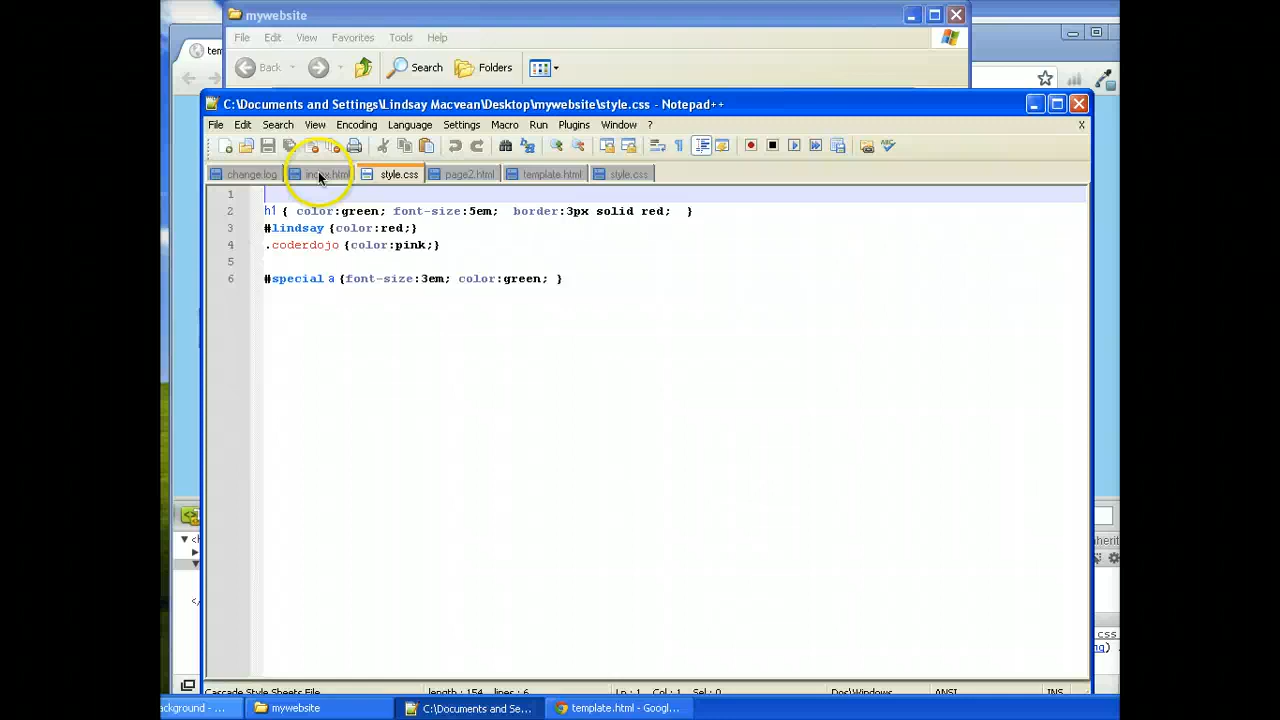 mywebsite
File Edit View Favorites Tools Help
Back Search Folders
C:\Documents and Settings\Lindsay Macvean\Desktop\mywebsite\style.css - Notepad++
File Edit Search View Encoding Language Settings Macro Run Plugins Window ? X
change.log index.html style.css page2.html template.html style.css
1
2 h1 { color:green; font-size:5em; border:3px solid red; }
3 #lindsay {color:red;}
4 .coderdojo {color:pink;}
5
6 #special a {font-size:3em; color:green; }
css
Cascade Style Sheets File length : 154 lines : 6 Ln : 1 Col : 1 Sel : 0 Dos\Windows ANSI INS
ackground - ... mywebsite C:\Documents and Se... template.html - Googl...